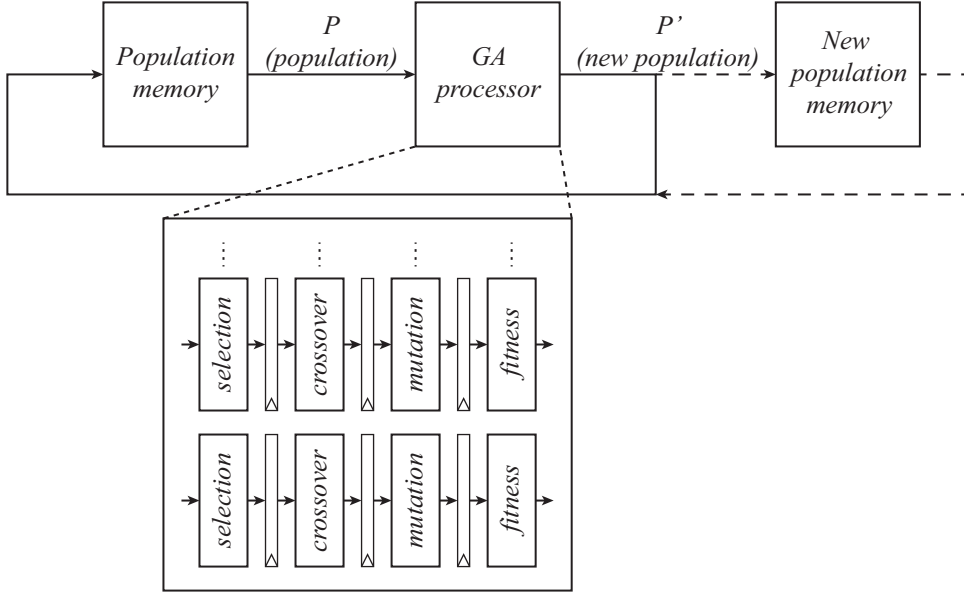 P
(population)
P’
(new population)
Population
memory
GA
processor
New
population
memory
selection
crossover
mutation
fitness
selection
crossover
mutation
fitness